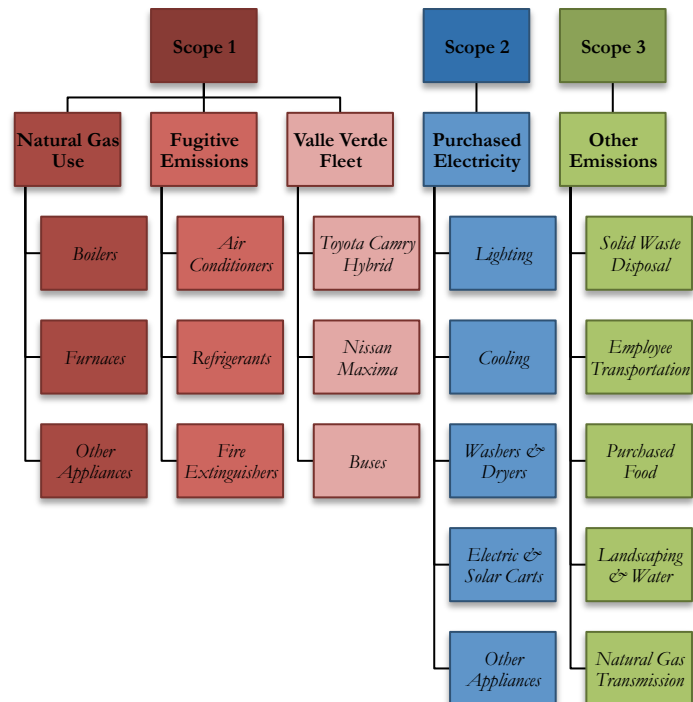 Scope 1
Scope 2
Scope 3
Natural Gas
Use
Fugitive
Emissions
Valle Verde
Fleet
Purchased
Electricity
Other
Emissions
Boilers
Air
Conditioners
Toyota Camry
Hybrid
Lighting
Solid Waste
Disposal
Furnaces
Refrigerants
Nissan
Maxima
Cooling
Employee
Transportation
Other
Appliances
Fire
Extinguishers
Buses
Washers &
Dryers
Purchased
Food
Electric &
Solar Carts
Landscaping
& Water
Other
Appliances
Natural Gas
Transmission